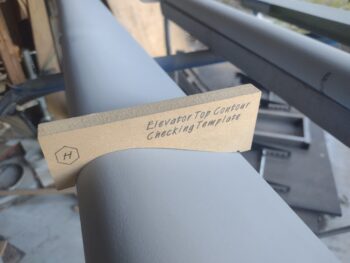 Elevator Top Contour
Checking Template
H